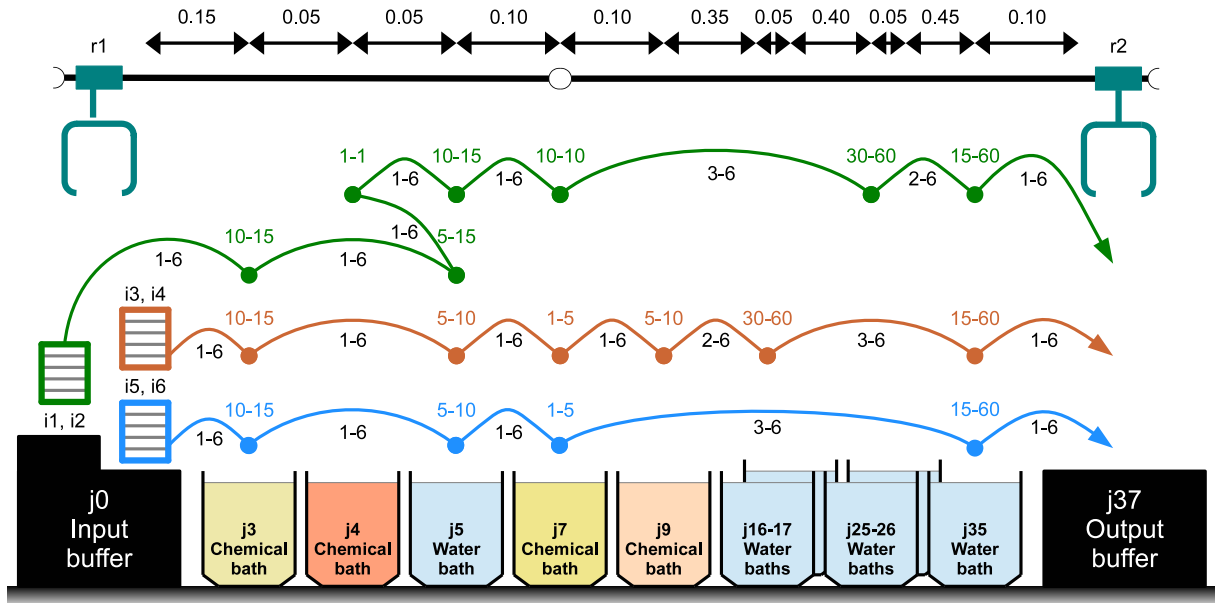 0.15 0.05 0.05 0.10 0.10 0.35 0.05 0.40 0.05 0.45 0.10
r1
r2
1-1 10-15 10-10 30-60 15-60
1-6 1-6 3-6 2-6 1-6
1-6
10-15 5-15
1-6 1-6
i3, i4
10-15 5-10 1-5 5-10 30-60 15-60
1-6 1-6 1-6 1-6 2-6 3-6 1-6
i5, i6
i1, i2
10-15 5-10 1-5 15-60
1-6 1-6 1-6 3-6 1-6
j0
Input
buffer
j3
Chemical
bath
j4
Chemical
bath
j5
Water
bath
j7
Chemical
bath
j9
Chemical
bath
j16-17
Water
baths
j25-26
Water
baths
j35
Water
bath
j37
Output
buffer